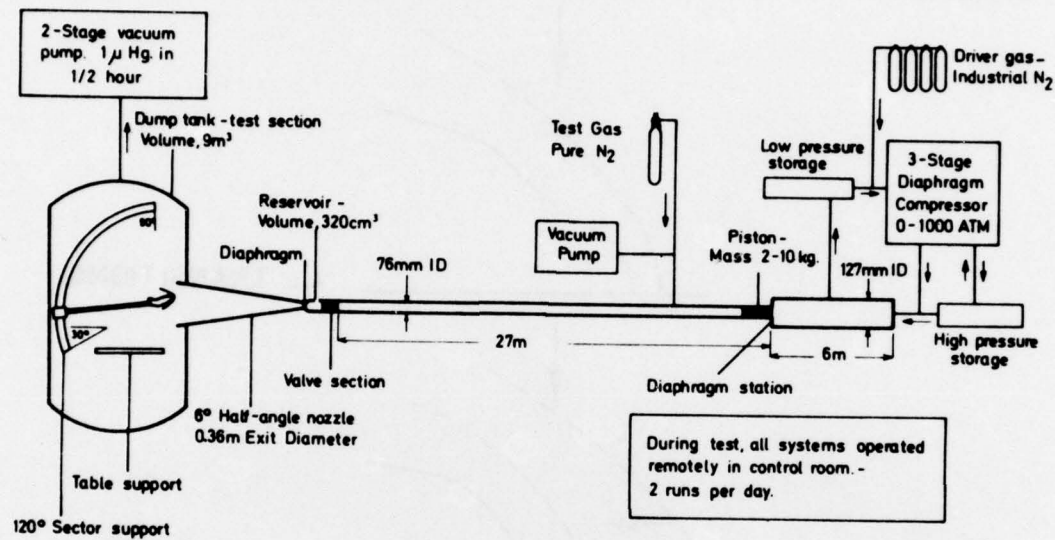 2-Stage vacuum
pump. 1 μ Hg. in
1/2 hour
Dump tank - test section
Volume, 9m³
80°
30°
Reservoir -
Volume, 320cm³
Diaphragm
76mm ID
Test Gas
Pure N₂
Vacuum
Pump
Piston-
Mass 2-10 kg.
Low pressure
storage
Driver gas-
Industrial N₂
3-Stage
Diaphragm
Compressor
0-1000 ATM
127mm ID
27m
6m
High pressure
storage
Valve section
Diaphragm station
6° Half-angle nozzle
0.36m Exit Diameter
Table support
120° Sector support
During test, all systems operated
remotely in control room.-
2 runs per day.